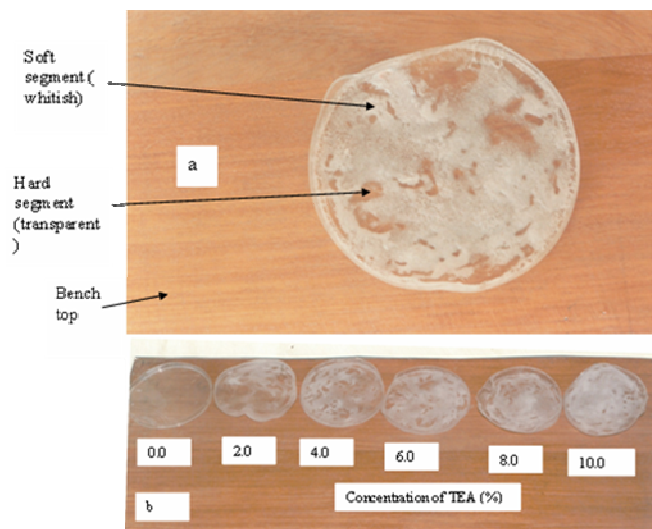 Soft
segment (
whitish)
a
Hard
segment
(transparent
)
Bench
top
0.0
2.0
4.0
6.0
8.0
10.0
b
Concentration of TEA (%)